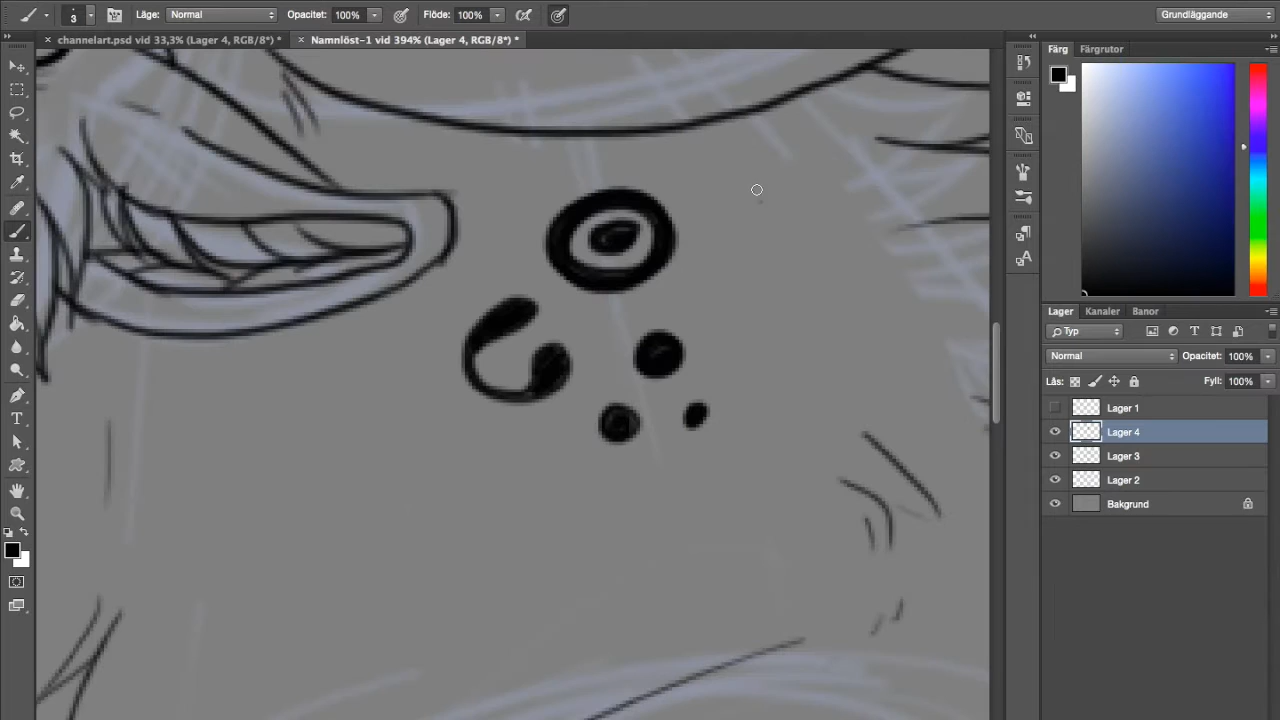 3 Läge: Normal Opacitet: 100% Flöde: 100% Grundläggande
× channelart.psd vid 33,3% (Lager 4, RGB/8*) * × Namnlöst-1 vid 394% (Lager 4, RGB/8*) *
Färg Färgrutor
Lager Kanaler Banor
Typ
Normal Opacitet: 100%
Lås: Fyll: 100%
Lager 1
Lager 4
Lager 3
Lager 2
Bakgrund